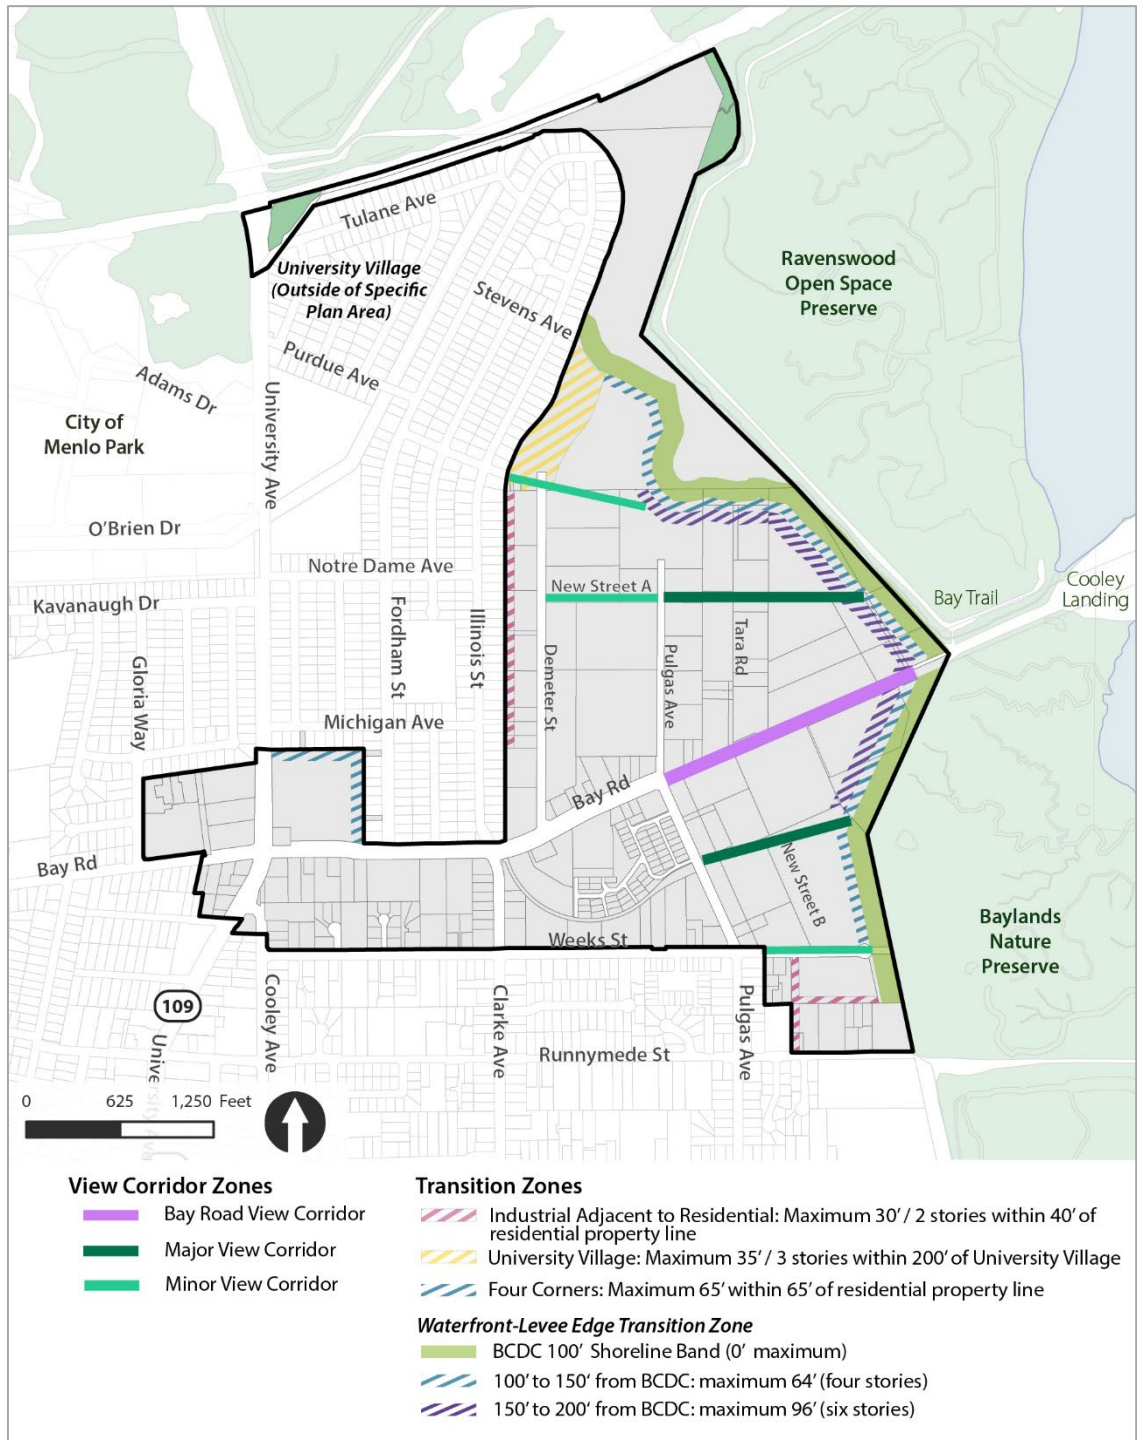 Tulane Ave
University Village
(Outside of Specific
Plan Area)
Stevens Ave
Purdue Ave
Ravenswood
Open Space
Preserve
Adams Dr
City of
Menlo Park
University Ave
O'Brien Dr
Notre Dame Ave
Kavanaugh Dr
Fordham St
Illinois St
New Street A
Bay Trail
Cooley
Landing
Gloria Way
Demeter St
Pulgas Ave
Tara Rd
Michigan Ave
Bay Rd
Bay Rd
New Street B
Weeks St
Baylands
Nature
Preserve
109
Cooley Ave
Clarke Ave
Pulgas Ave
University Ave
Runnymede St
0 625 1,250 Feet
View Corridor Zones
Bay Road View Corridor
Major View Corridor
Minor View Corridor
Transition Zones
Industrial Adjacent to Residential: Maximum 30' / 2 stories within 40' of
residential property line
University Village: Maximum 35' / 3 stories within 200' of University Village
Four Corners: Maximum 65' within 65' of residential property line
Waterfront-Levee Edge Transition Zone
BCDC 100' Shoreline Band (0' maximum)
100' to 150' from BCDC: maximum 64' (four stories)
150' to 200' from BCDC: maximum 96' (six stories)